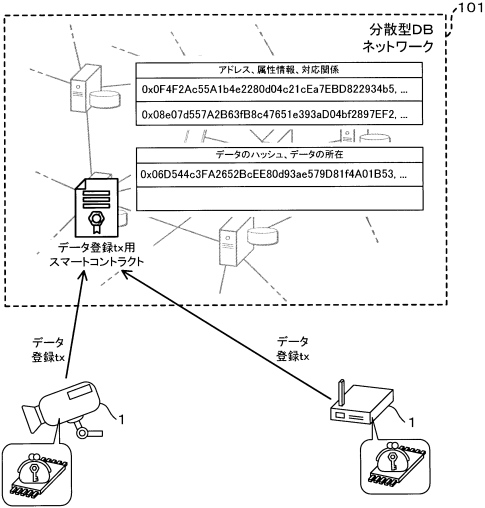 101
分散型DB
ネットワーク
アドレス、属性情報、対応関係
0x0F4F2Ac55A1b4e2280d04c21cEa7EBD822934b5, ...
0x08e07d557A2B63fB8c47651e393aD04bf2897EF2, ...
データのハッシュ、データの所在
0x06D544c3FA2652BcEE80d93ae579D81f4A01B53, ...
データ登録tx用
スマートコントラクト
データ
登録tx
データ
登録tx
1
1